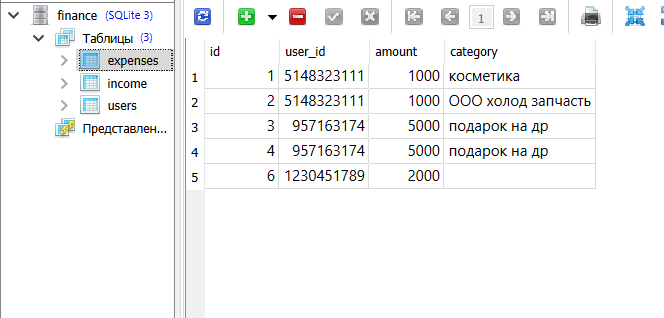 finance (SQLite 3)
Таблицы (3)
expenses
income
users
Представлен...
1
id user_id amount category
1 1 5148323111 1000 косметика
2 2 5148323111 1000 ООО холод запчасть
3 3 957163174 5000 подарок на др
4 4 957163174 5000 подарок на др
5 6 1230451789 2000